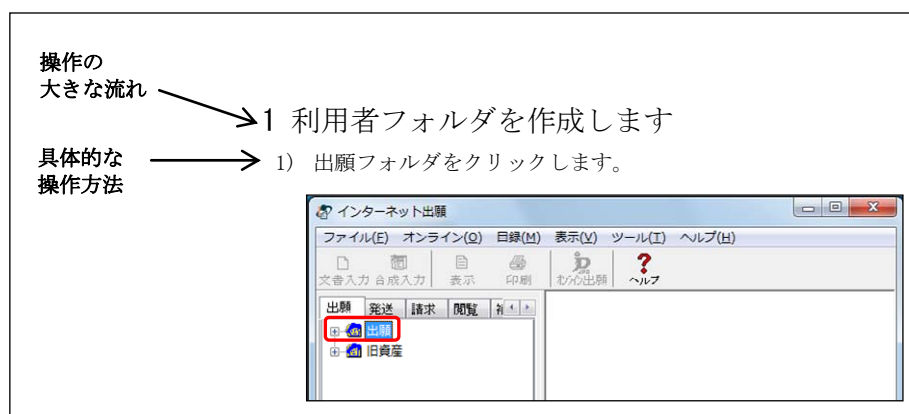 操作の
大きな流れ
1 利用者フォルダを作成します
具体的な
操作方法
1) 出願フォルダをクリックします。
インターネット出願
ファイル(F) オンライン(O) 目録(M) 表示(V) ツール(T) ヘルプ(H)
文書入力 合成入力 表示 印刷 ｵﾝﾗｲﾝ出願 ヘルプ
出願 発送 請求 閲覧
出願
旧資産